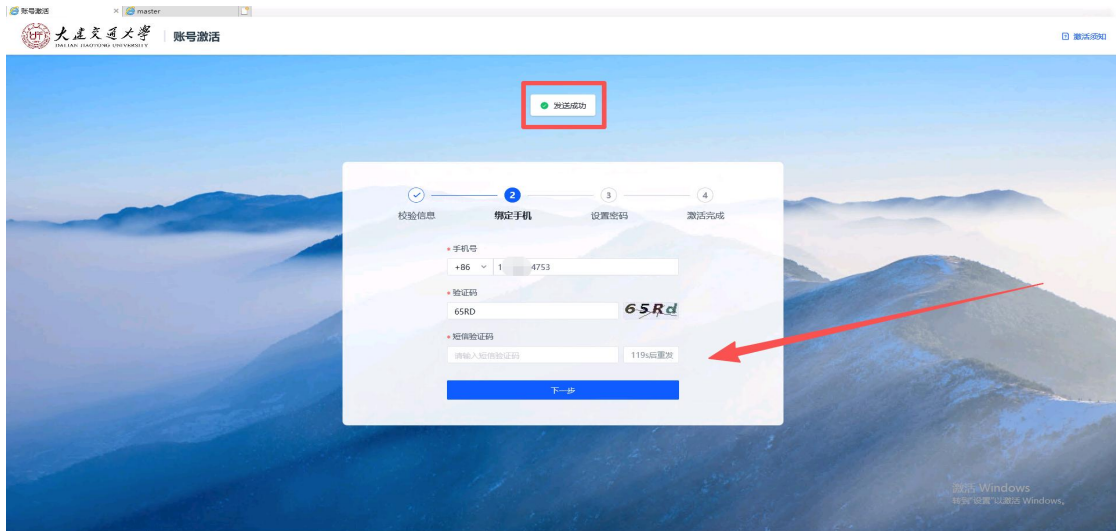 账号激活 × master
大连交通大学 账号激活 激活须知
DALIAN JIAOTONG UNIVERSITY
发送成功
2 3 4
校验信息 绑定手机 设置密码 激活完成
* 手机号
+86 1 4753
* 验证码
65RD 65Rd
* 短信验证码
请输入短信验证码 119s后重发
下一步
激活 Windows
转到"设置"以激活 Windows。